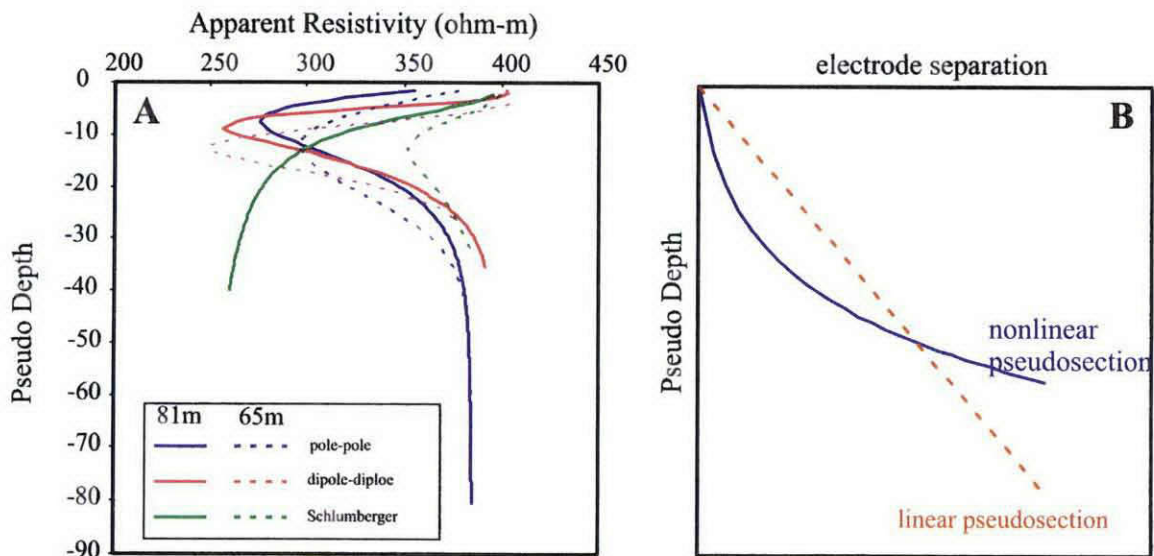 Apparent Resistivity (ohm-m)
200 250 300 350 400 450
0
-10
-20
-30
-40
-50
-60
-70
-80
-90
Pseudo Depth
A
81m 65m
pole-pole
dipole-diploe
Schlumberger
electrode separation
B
Pseudo Depth
nonlinear
pseudosection
linear pseudosection